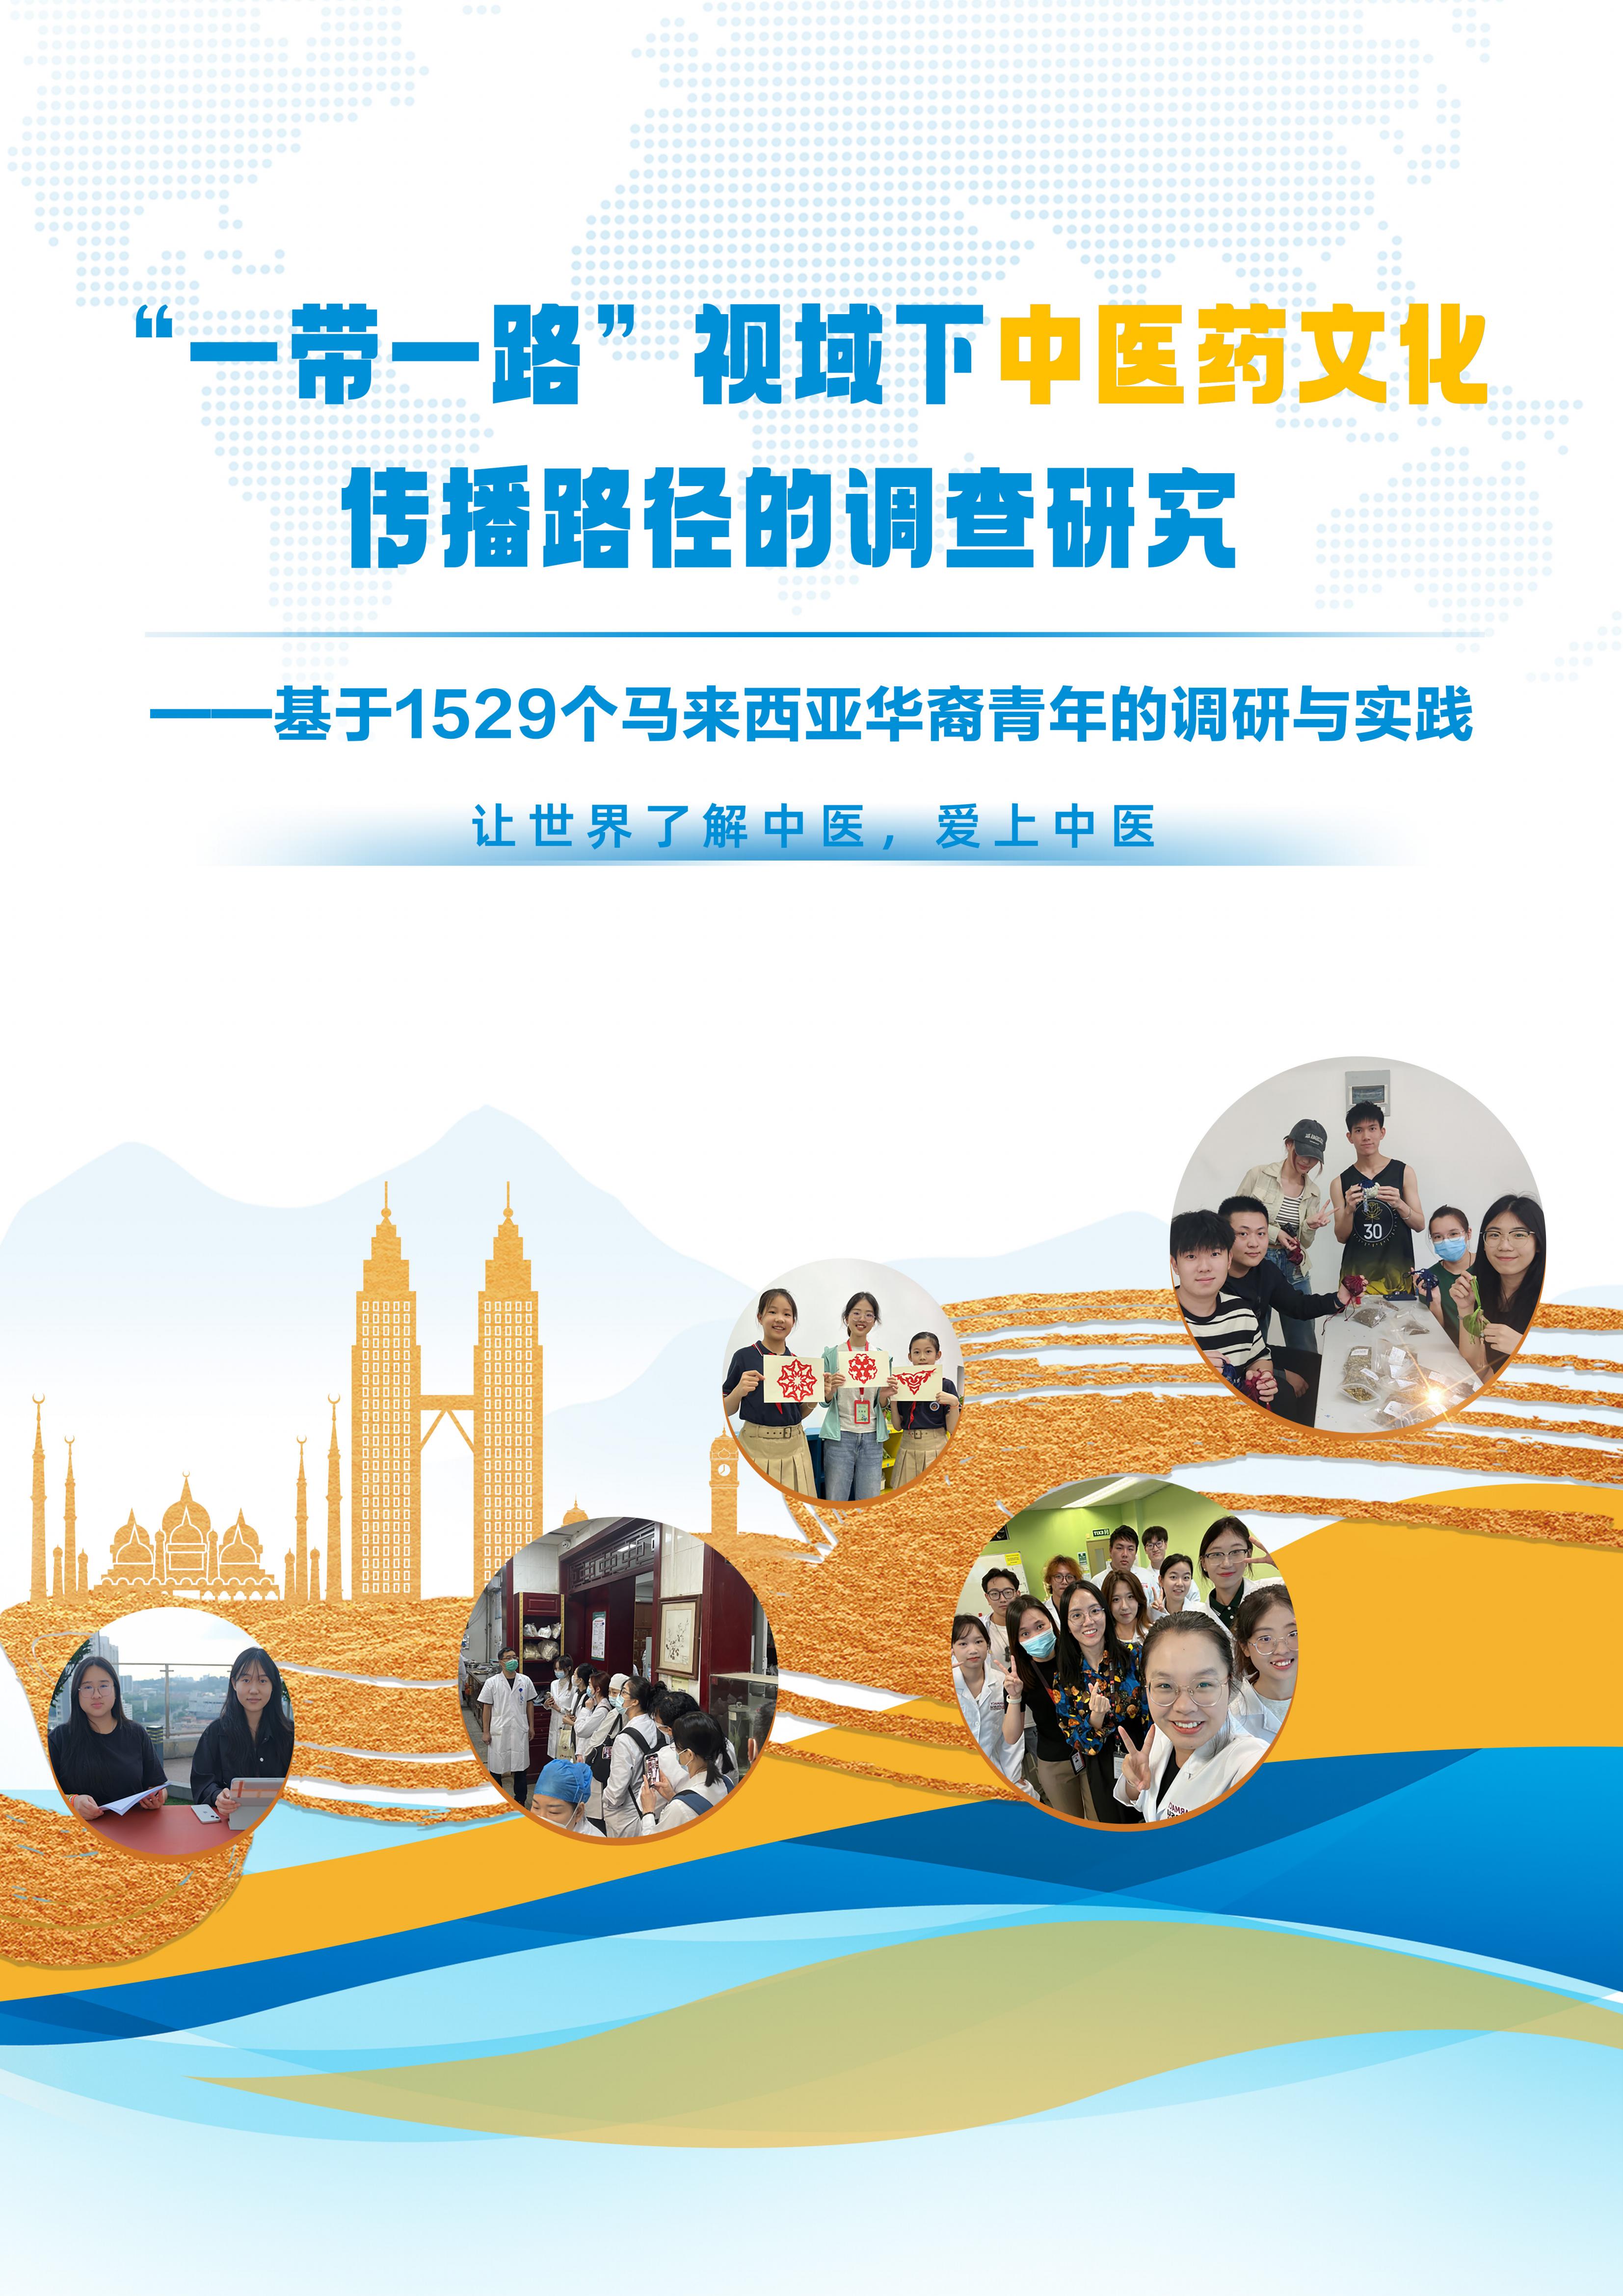 “一带一路”视域下中医药文化
传播路径的调查研究
——基于1529个马来西亚华裔青年的调研与实践
让世界了解中医，爱上中医
30